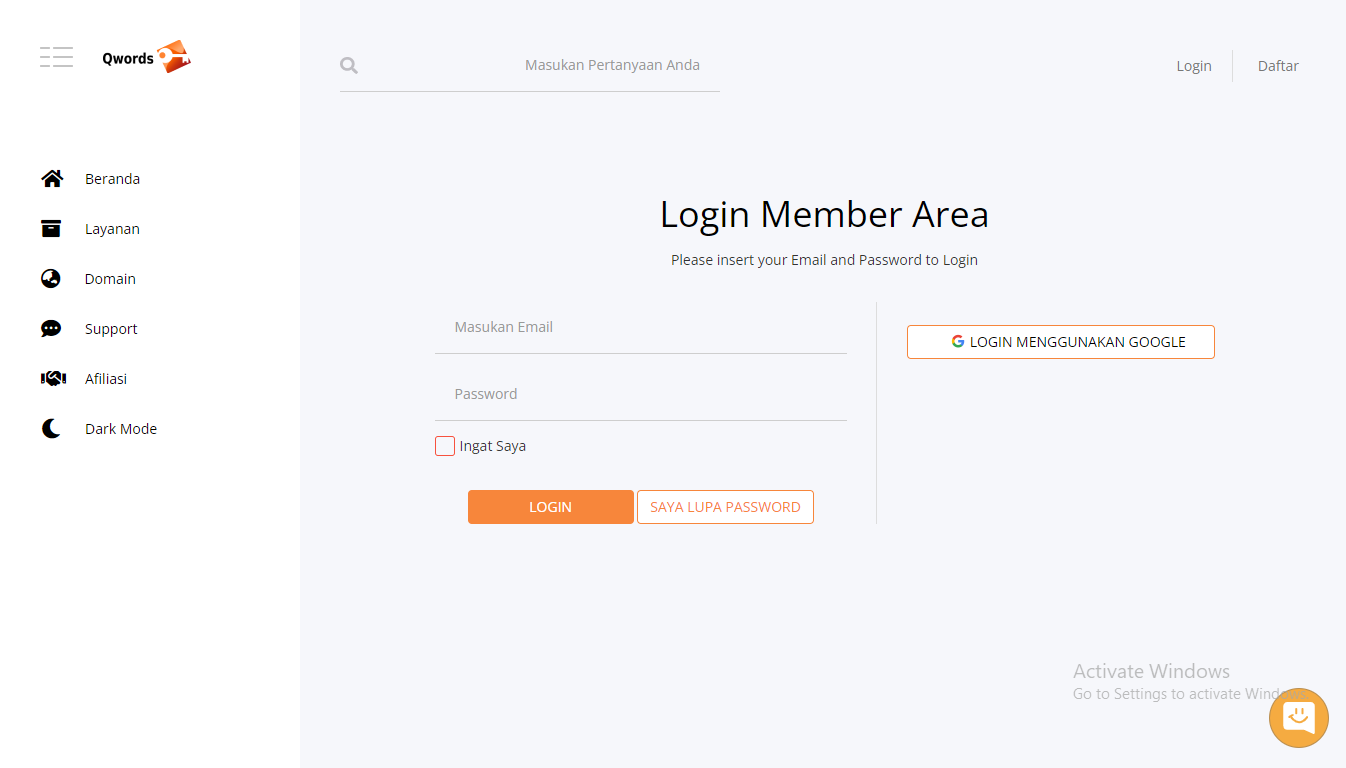 Qwords
Masukan Pertanyaan Anda
Login
Daftar
Beranda
Layanan
Domain
Support
Afiliasi
Dark Mode
Login Member Area
Please insert your Email and Password to Login
Masukan Email
Password
Ingat Saya
LOGIN
SAYA LUPA PASSWORD
LOGIN MENGGUNAKAN GOOGLE
Activate Windows
Go to Settings to activate Windows.